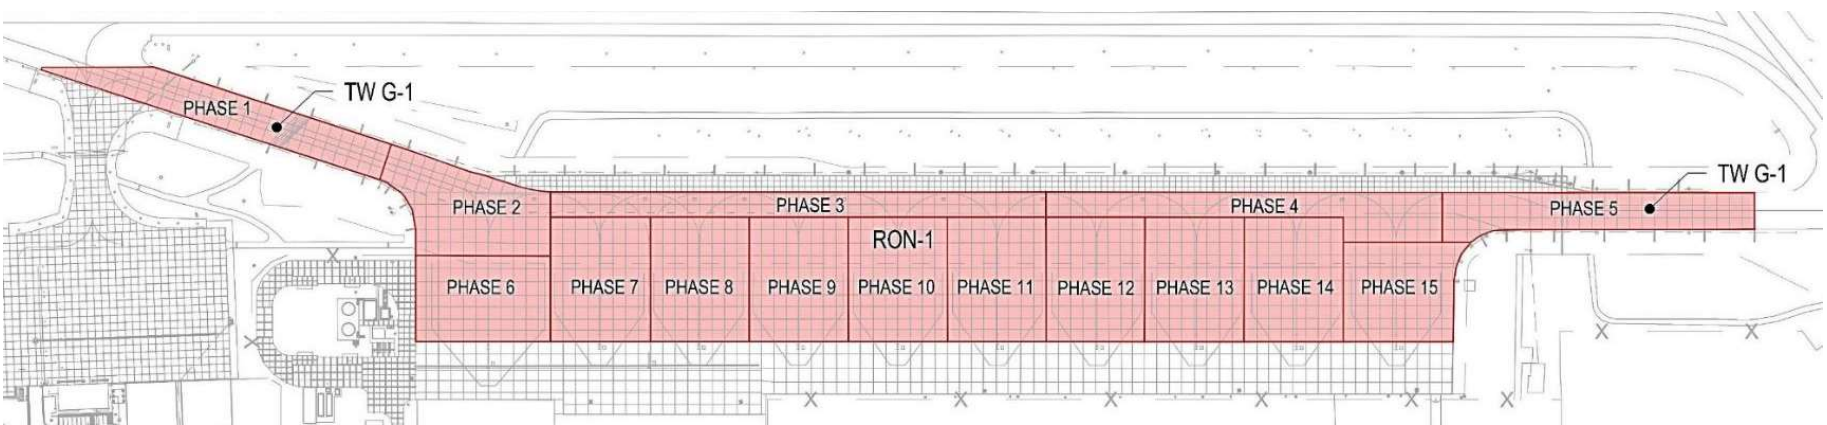 TW G-1
PHASE 1
TW G-1
PHASE 2
PHASE 3
PHASE 4
PHASE 5
RON-1
PHASE 6
PHASE 7
PHASE 8
PHASE 9
PHASE 10
PHASE 11
PHASE 12
PHASE 13
PHASE 14
PHASE 15
X
X
X
X
X
X
X
X
X
X